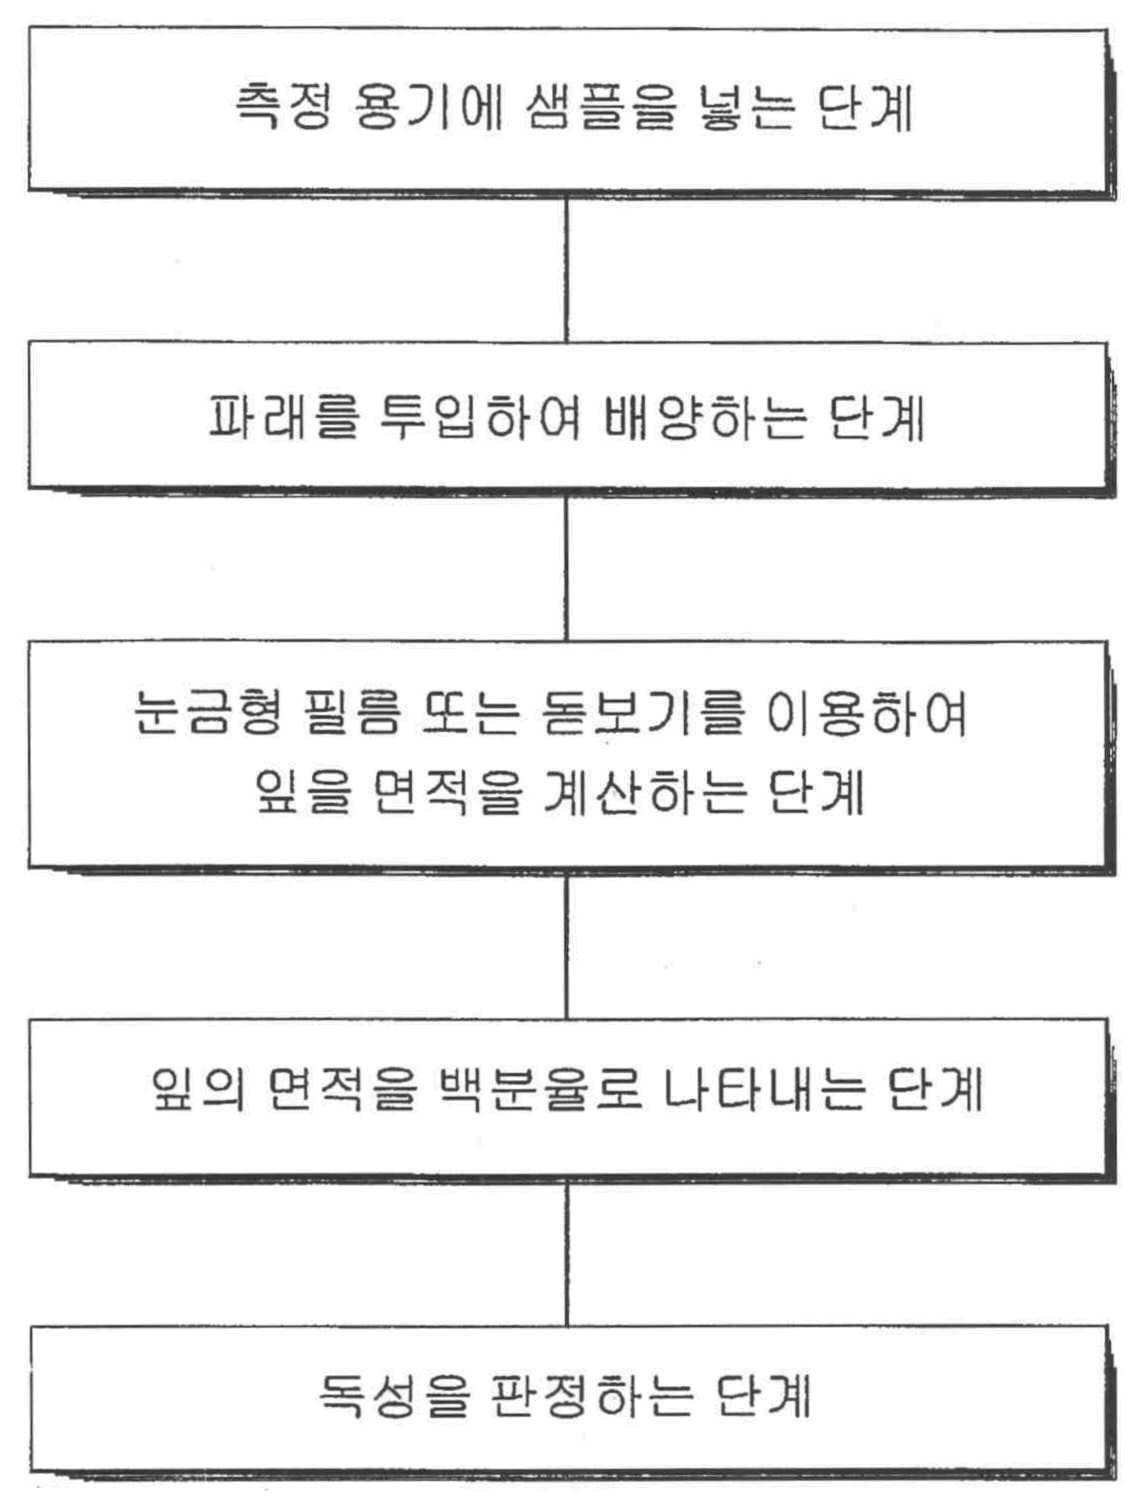 측정 용기에 샘플을 넣는 단계
파래를 투입하여 배양하는 단계
눈금형 필름 또는 돋보기를 이용하여
잎을 면적을 계산하는 단계
잎의 면적을 백분율로 나타내는 단계
독성을 판정하는 단계